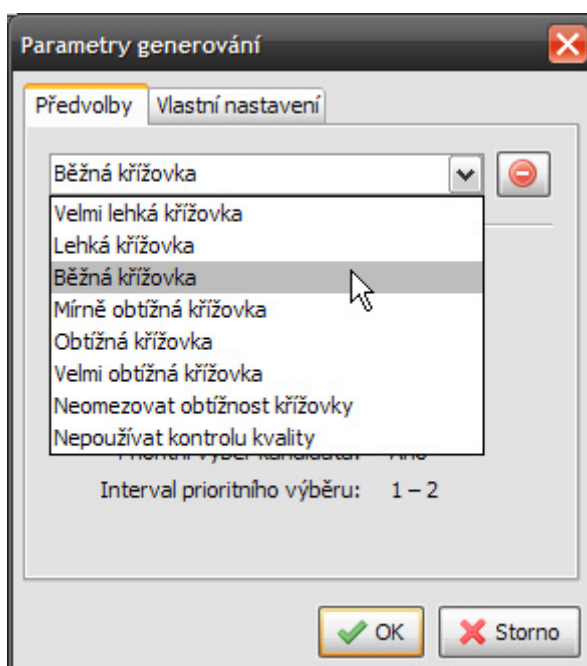 Parametry generování
Předvolby Vlastní nastavení
Běžná křížovka
Velmi lehká křížovka
Lehká křížovka
Běžná křížovka
Mírně obtížná křížovka
Obtížná křížovka
Velmi obtížná křížovka
Neomezovat obtížnost křížovky
Nepoužívat kontrolu kvality
Interval prioritního výběru: 1 – 2
OK Storno